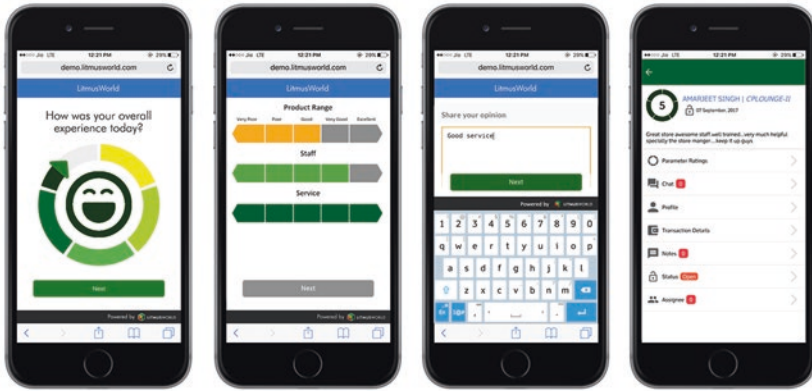 Jio LTE 12:21 PM 29%
demo.litmusworld.com
LitmusWorld
How was your overall
experience today?
Next
Powered by LITMUSWORLD
Jio LTE 12:21 PM 29%
demo.litmusworld.com
LitmusWorld
Product Range
Very Poor Poor Good Very Good Excellent
Staff
Service
Next
Powered by LITMUSWORLD
Jio LTE 12:21 PM 29%
demo.litmusworld.com
LitmusWorld
Share your opinion
Good service
Next
Powered by LITMUSWORLD
1 2 3 4 5 6 7 8 9 0
q w e r t y u i o p
a s d f g h j k l
z x c v b n m
Jio LTE 12:21 PM 29%
5
AMARJEET SINGH | CPLOUNGE-II
07 September, 2017
Great store awesome staff.well trained...very much helpful
specially the store manger....keep it up guys
Parameter Ratings
Chat 0
Profile
Transaction Details
Notes 0
Status Open
Assignee 0